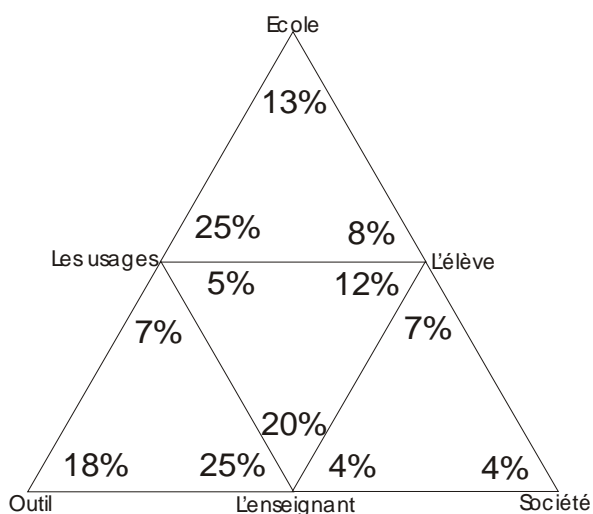 Ecole
13%
25% 8%
Les usages L'élève
5% 12%
7% 7%
20%
18% 25% 4% 4%
Outil L'enseignant Société